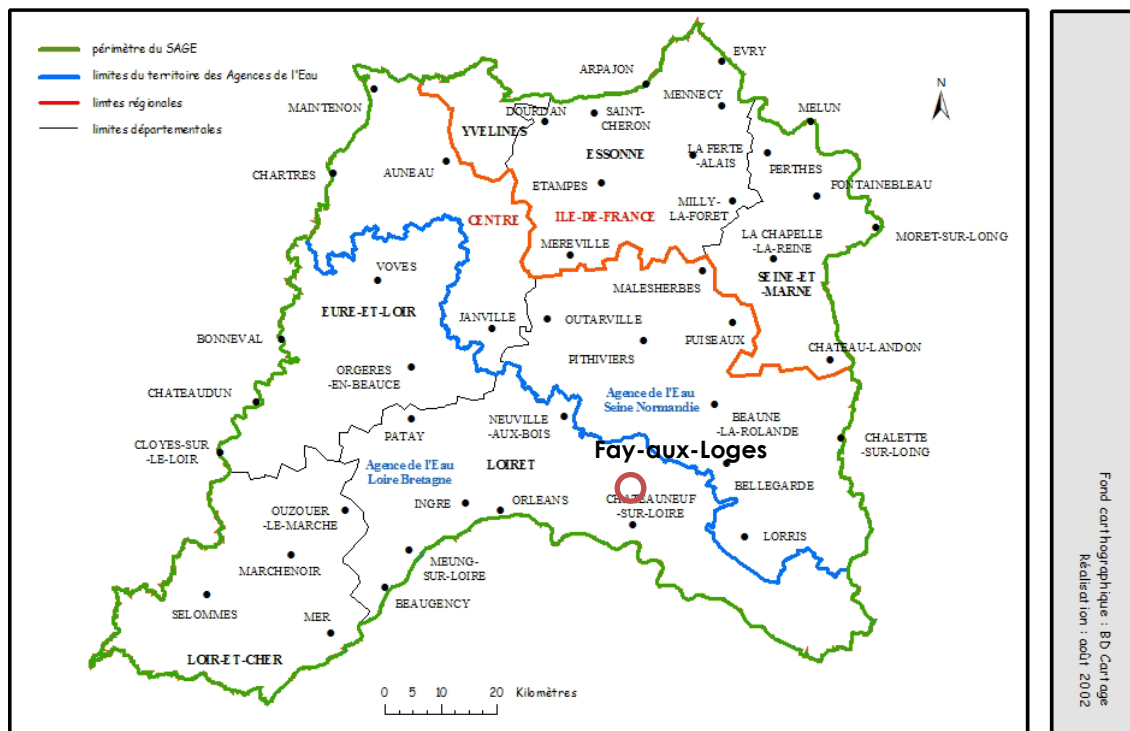 périmètre du SAGE
limites du territoire des Agences de l'Eau
limtes régionales
limites départementales
EVRY
ARPAJON
N
MAINTENON
MENNECY
DOURDAN
SAINT-
CHERON
MELUN
YVELINES
ESSONNE
LA FERTE
-ALAIS
PERTHES
CHARTRES
AUNEAU
ETAMPES
FONTAINEBLEAU
MILLY-
LA-FORET
CENTRE
ILE-DE-FRANCE
MORET-SUR-LOING
LA CHAPELLE
-LA-REINE
MEREVILLE
VOVES
MALESHERBES
SEINE-ET
-MARNE
EURE-ET-LOIR
JANVILLE
OUTARVILLE
BONNEVAL
PUISEAUX
PITHIVIERS
CHATEAU-LANDON
ORGERES
-EN-BEAUCE
CHATEAUDUN
Agence de l'Eau
Seine Normandie
NEUVILLE
-AUX-BOIS
BEAUNE
-LA-ROLANDE
PATAY
CLOYES-SUR
-LE-LOIR
CHALETTE
-SUR-LOING
Fay-aux-Loges
Agence de l'Eau
Loire Bretagne
LOIRET
BELLEGARDE
CHATEAUNEUF
-SUR-LOIRE
INGRE
ORLEANS
OUZOUER
-LE-MARCHE
LORRIS
MARCHENOIR
MEUNG-
SUR-LOIRE
BEAUGENCY
SELOMMES
MER
LOIR-ET-CHER
0 5 10 20 Kilomètres
Fond cartographique : BD Cartage
Réalisation : août 2002